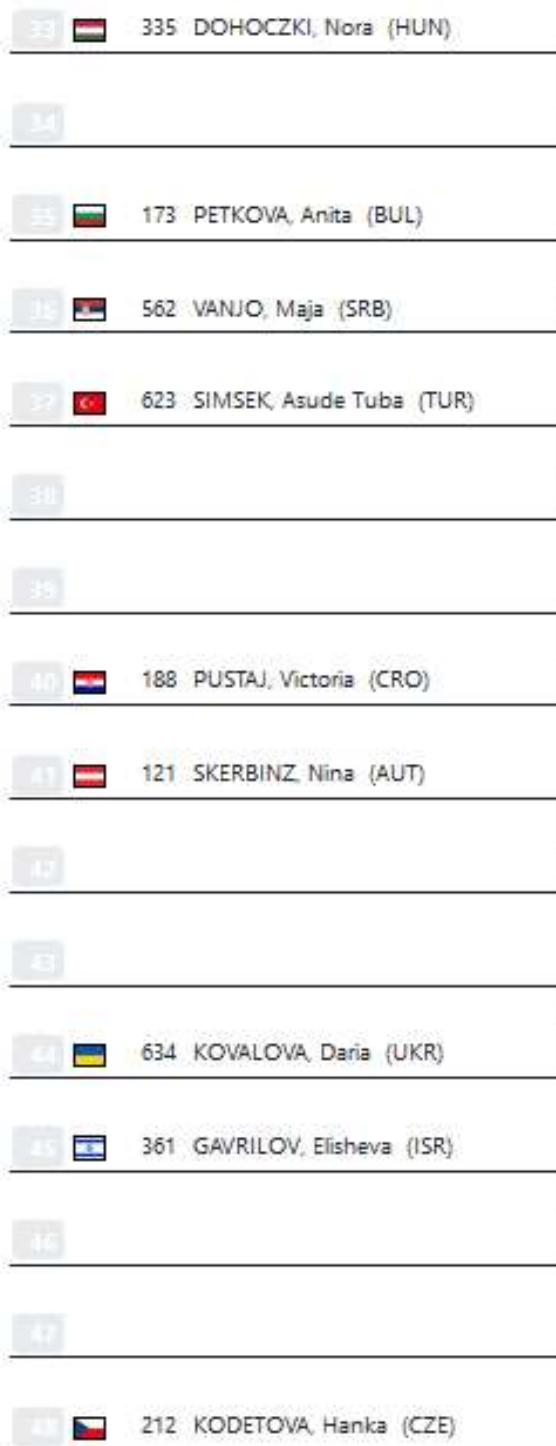 33 335 DOHOCZKI, Nora (HUN)
34
35 173 PETKOVA, Anita (BUL)
36 562 VANJO, Maja (SRB)
37 623 SIMSEK, Asude Tuba (TUR)
38
39
40 188 PUSTAJ, Victoria (CRO)
41 121 SKERBINZ, Nina (AUT)
42
43
44 634 KOVALOVA, Daria (UKR)
45 361 GAVRILOV, Elisheva (ISR)
46
47
48 212 KODETOVA, Hanka (CZE)